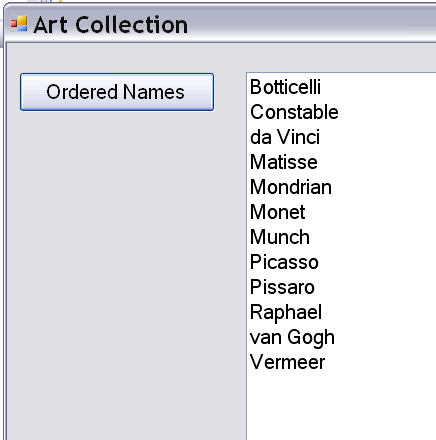 Art Collection
Ordered Names
Botticelli
Constable
da Vinci
Matisse
Mondrian
Monet
Munch
Picasso
Pissaro
Raphael
van Gogh
Vermeer